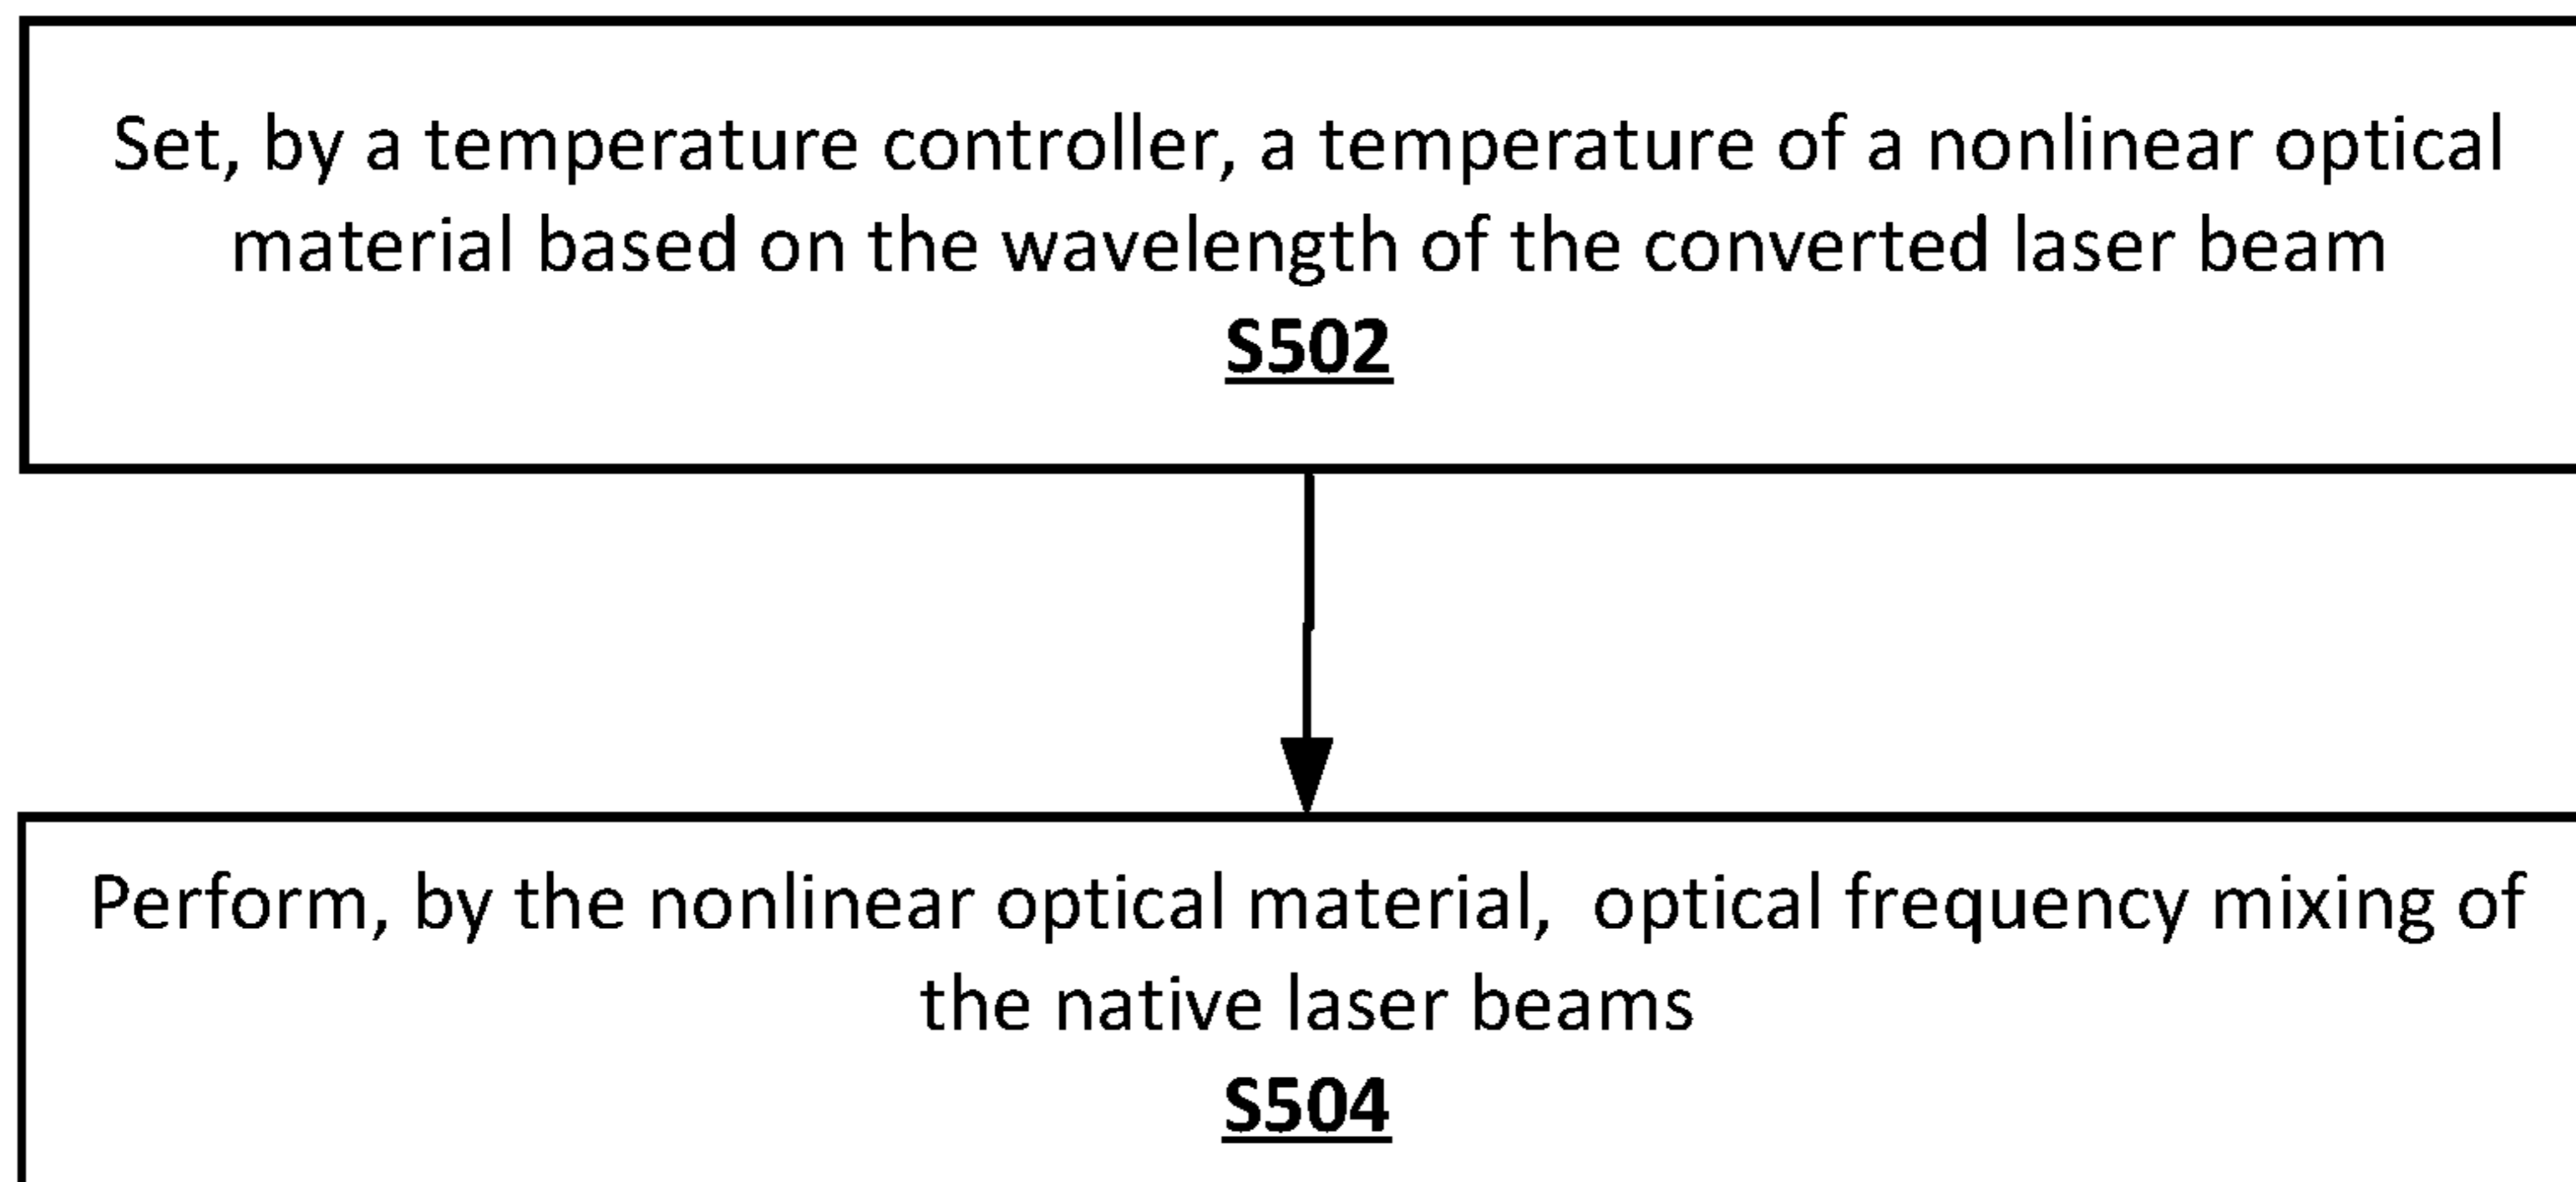 Set, by a temperature controller, a temperature of a nonlinear optical
material based on the wavelength of the converted laser beam
S502
Perform, by the nonlinear optical material, optical frequency mixing of
the native laser beams
S504